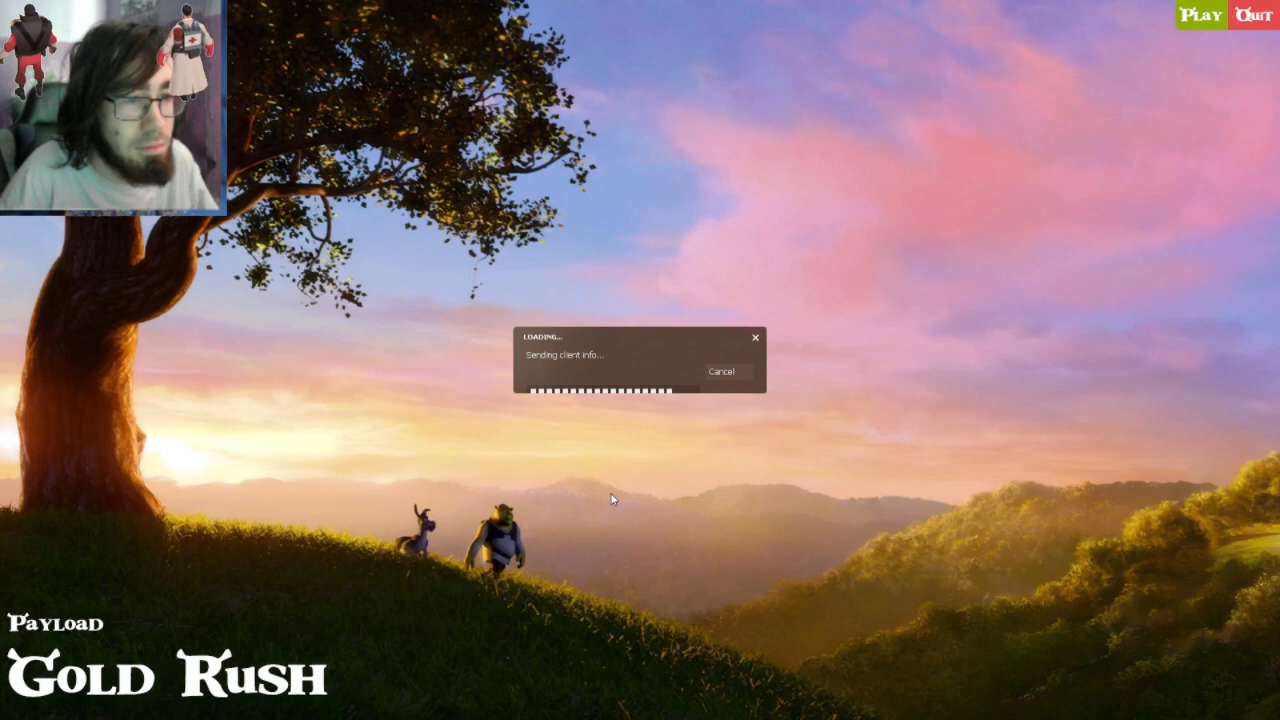 Play Quit
LOADING...
Sending client info...
Cancel
Payload
Gold Rush